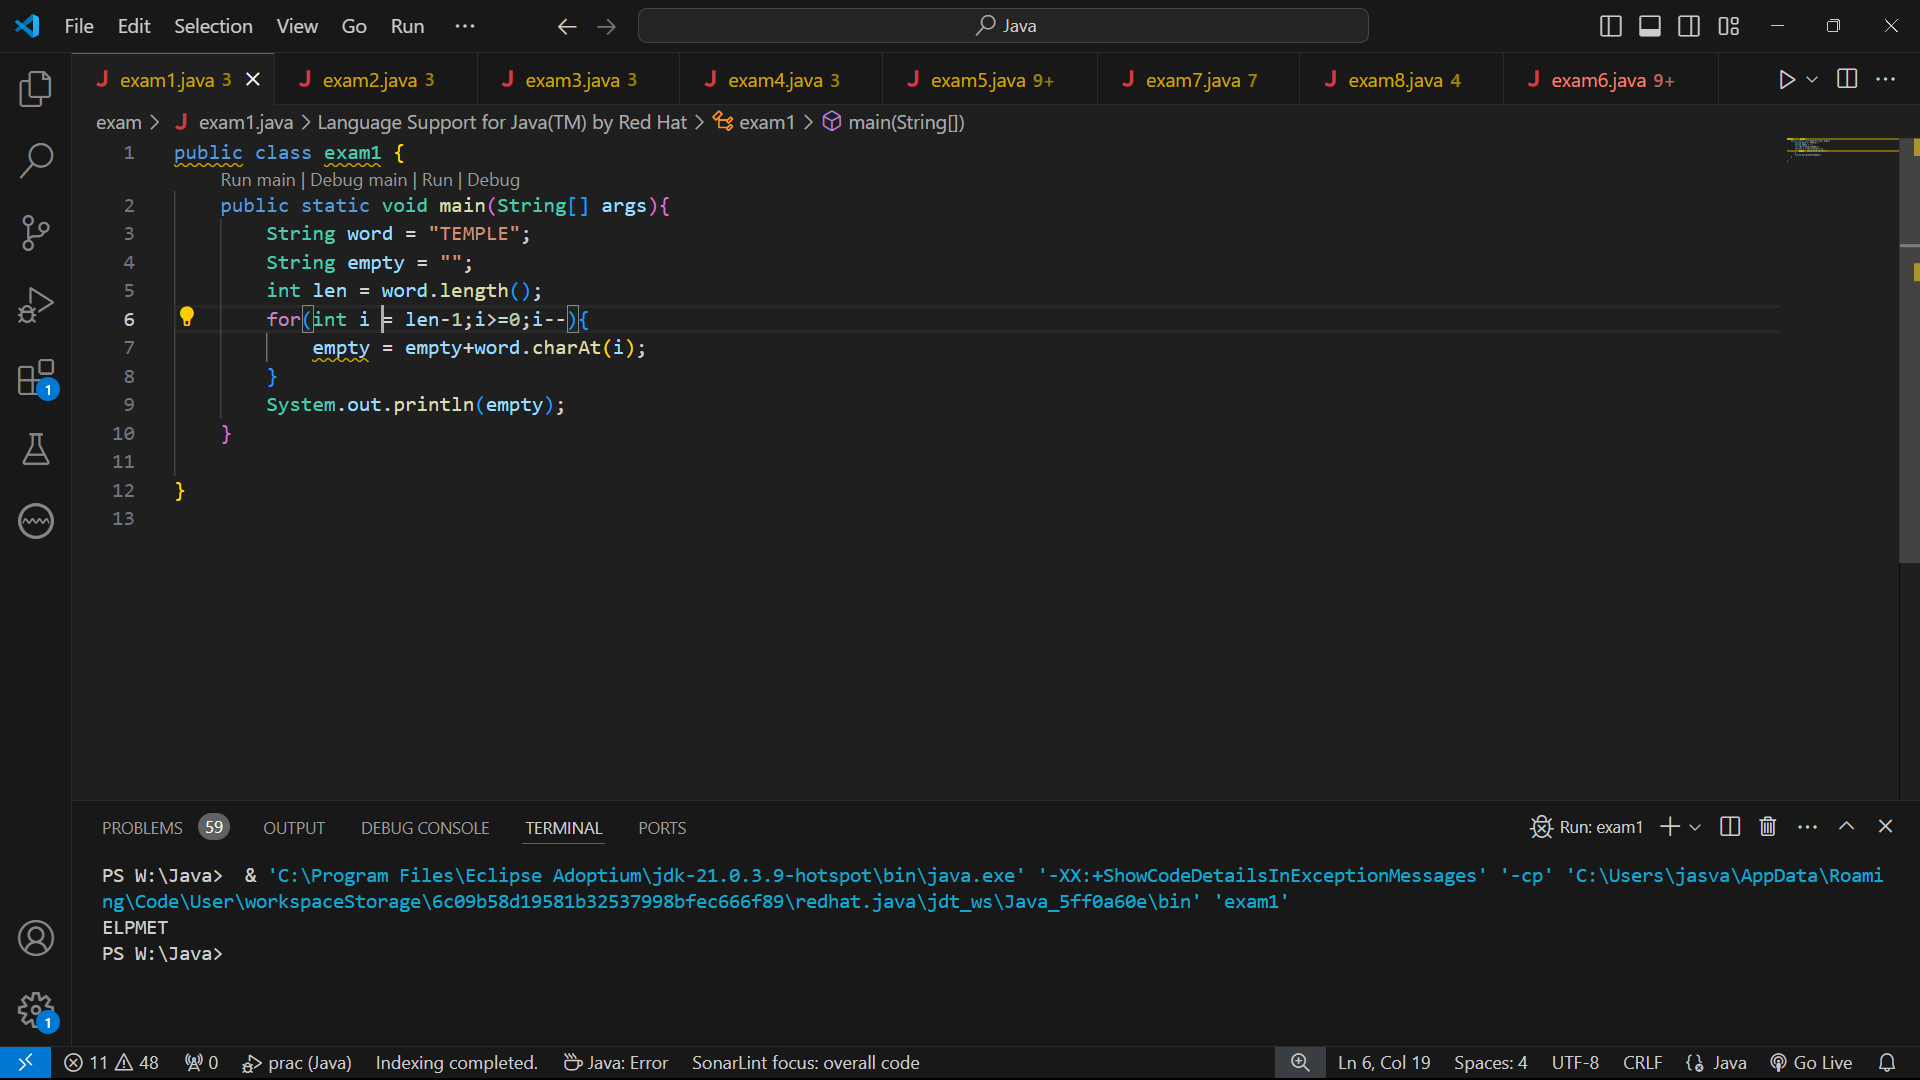 File Edit Selection View Go Run ··· Java
exam1.java 3 exam2.java 3 exam3.java 3 exam4.java 3 exam5.java 9+ exam7.java 7 exam8.java 4 exam6.java 9+
exam > exam1.java > Language Support for Java(TM) by Red Hat > exam1 > main(String[])
1 public class exam1 {
Run main | Debug main | Run | Debug
2 public static void main(String[] args){
3 String word = "TEMPLE";
4 String empty = "";
5 int len = word.length();
6 for(int i = len-1;i>=0;i--){
7 empty = empty+word.charAt(i);
8 }
9 System.out.println(empty);
10 }
11
12 }
13
PROBLEMS 59 OUTPUT DEBUG CONSOLE TERMINAL PORTS Run: exam1
PS W:\Java> & 'C:\Program Files\Eclipse Adoptium\jdk-21.0.3.9-hotspot\bin\java.exe' '-XX:+ShowCodeDetailsInExceptionMessages' '-cp' 'C:\Users\jasva\AppData\Roami
ng\Code\User\workspaceStorage\6c09b58d19581b32537998bfec666f89\redhat.java\jdt_ws\Java_5ff0a60e\bin' 'exam1'
ELPMET
PS W:\Java>
1
1
11 48 0 prac (Java) Indexing completed. Java: Error SonarLint focus: overall code Ln 6, Col 19 Spaces: 4 UTF-8 CRLF Java Go Live